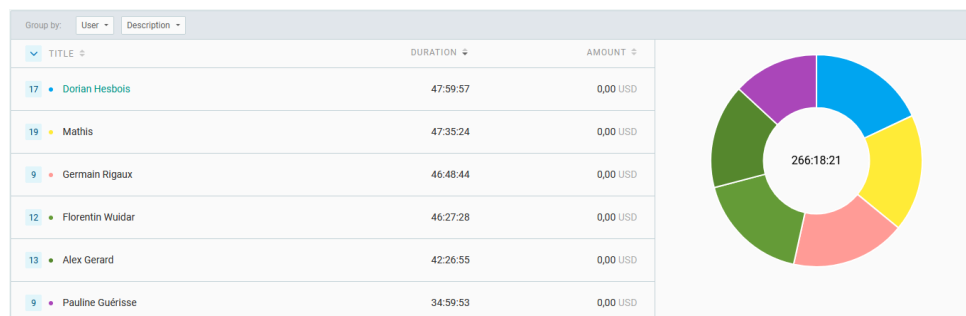 Group by: User Description
TITLE DURATION AMOUNT
17 Dorian Hesbois 47:59:57 0,00 USD
19 Mathis 47:35:24 0,00 USD
9 Germain Rigaux 46:48:44 0,00 USD
12 Florentin Wuidar 46:27:28 0,00 USD
13 Alex Gerard 42:26:55 0,00 USD
9 Pauline Guérisse 34:59:53 0,00 USD
266:18:21